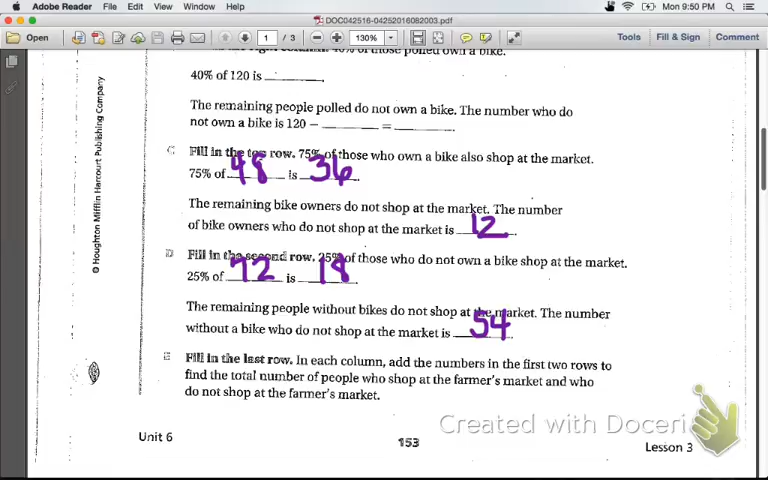 Adobe Reader File Edit View Window Help Mon 9:50 PM
DOC042516-04252016082003.pdf
Open 1 / 3 130% Tools Fill & Sign Comment
40% of those polled own a bike.
40% of 120 is
The remaining people polled do not own a bike. The number who do
not own a bike is 120 – =
C Fill in the top row. 75% of those who own a bike also shop at the market.
75% of 48 is 36
The remaining bike owners do not shop at the market. The number
of bike owners who do not shop at the market is 12
D Fill in the second row. 25% of those who do not own a bike shop at the market.
25% of 72 is 18
The remaining people without bikes do not shop at the market. The number
without a bike who do not shop at the market is 54
E Fill in the last row. In each column, add the numbers in the first two rows to
find the total number of people who shop at the farmer's market and who
do not shop at the farmer's market.
© Houghton Mifflin Harcourt Publishing Company
Created with Doceri
Unit 6 153 Lesson 3